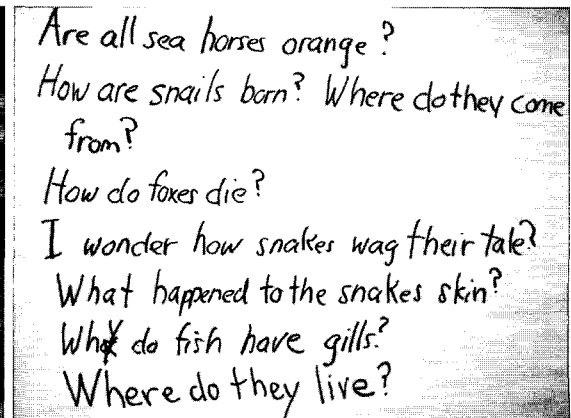 Are all sea horses orange?
How are snails born? Where do they come
from?
How do foxes die?
I wonder how snakes wag their tale?
What happened to the snakes skin?
Why do fish have gills?
Where do they live?